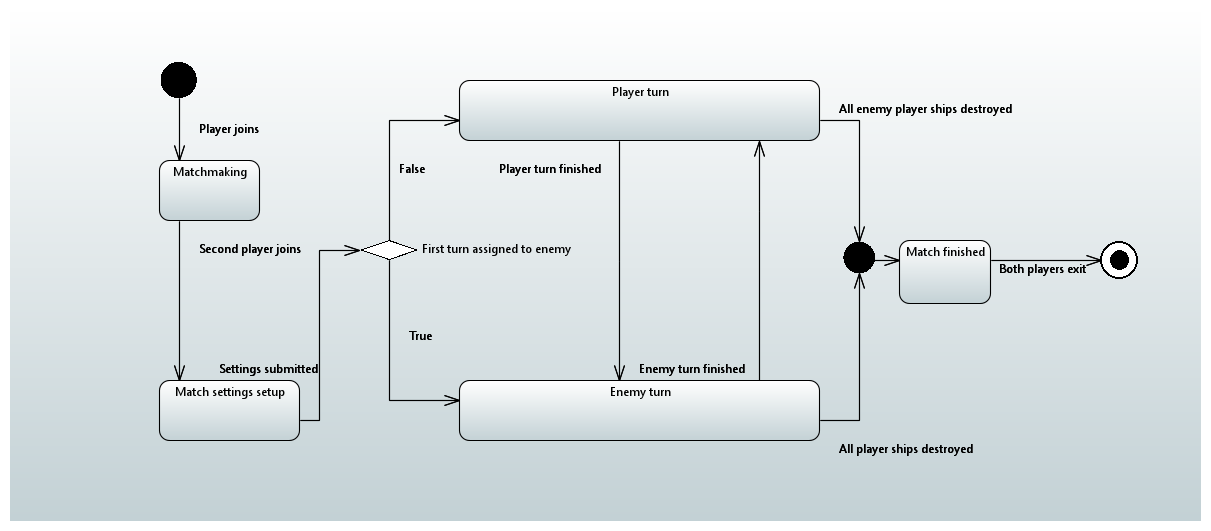 Player turn
All enemy player ships destroyed
Player joins
Matchmaking
False
Player turn finished
Second player joins
First turn assigned to enemy
Match finished
Both players exit
True
Settings submitted
Enemy turn finished
Match settings setup
Enemy turn
All player ships destroyed